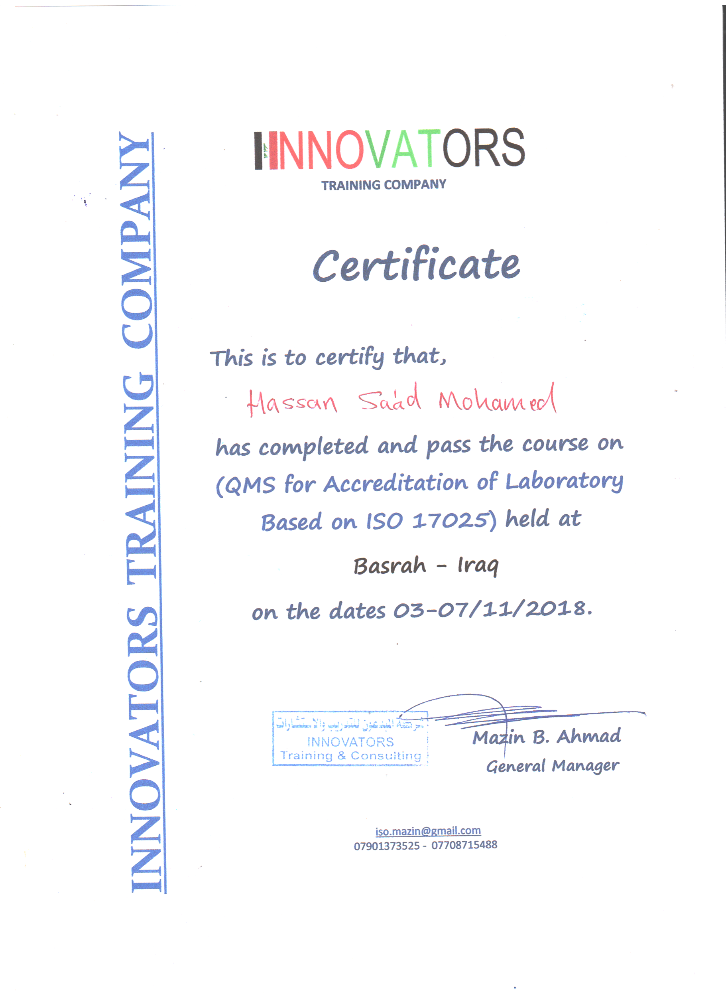 INNOVATORS TRAINING COMPANY
INNOVATORS
TRAINING COMPANY
Certificate
This is to certify that,
Hassan Sa'ad Mohamed
has completed and pass the course on
(QMS for Accreditation of Laboratory
Based on ISO 17025) held at
Basrah - Iraq
on the dates 03-07/11/2018.
شركة المبدعون للتدريب والاستشارات
INNOVATORS
Training & Consulting
Mazin B. Ahmad
General Manager
iso.mazin@gmail.com
07901373525 - 07708715488